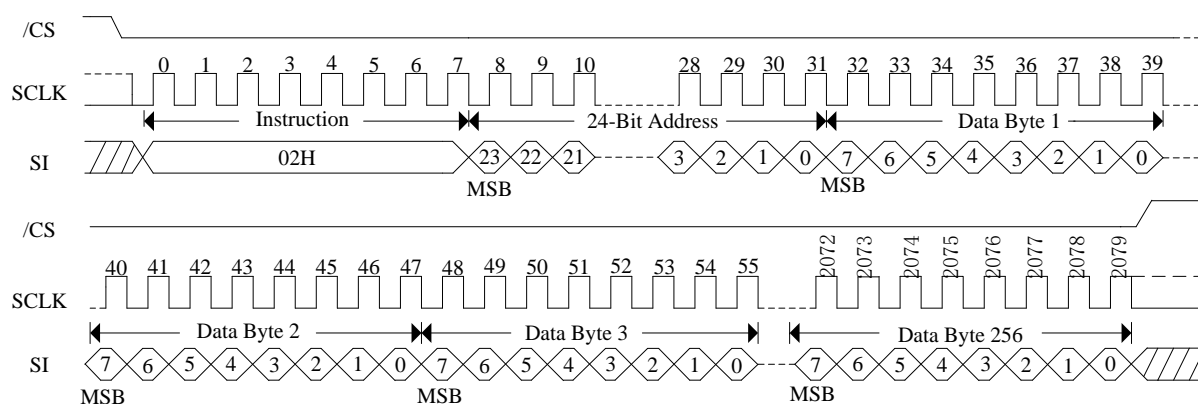 /CS
0 1 2 3 4 5 6 7 8 9 10 28 29 30 31 32 33 34 35 36 37 38 39
SCLK
Instruction 24-Bit Address Data Byte 1
SI 02H 23 22 21 3 2 1 0 7 6 5 4 3 2 1 0
MSB MSB
/CS
40 41 42 43 44 45 46 47 48 49 50 51 52 53 54 55 2072 2073 2074 2075 2076 2077 2078 2079
SCLK
Data Byte 2 Data Byte 3 Data Byte 256
SI 7 6 5 4 3 2 1 0 7 6 5 4 3 2 1 0 7 6 5 4 3 2 1 0
MSB MSB MSB